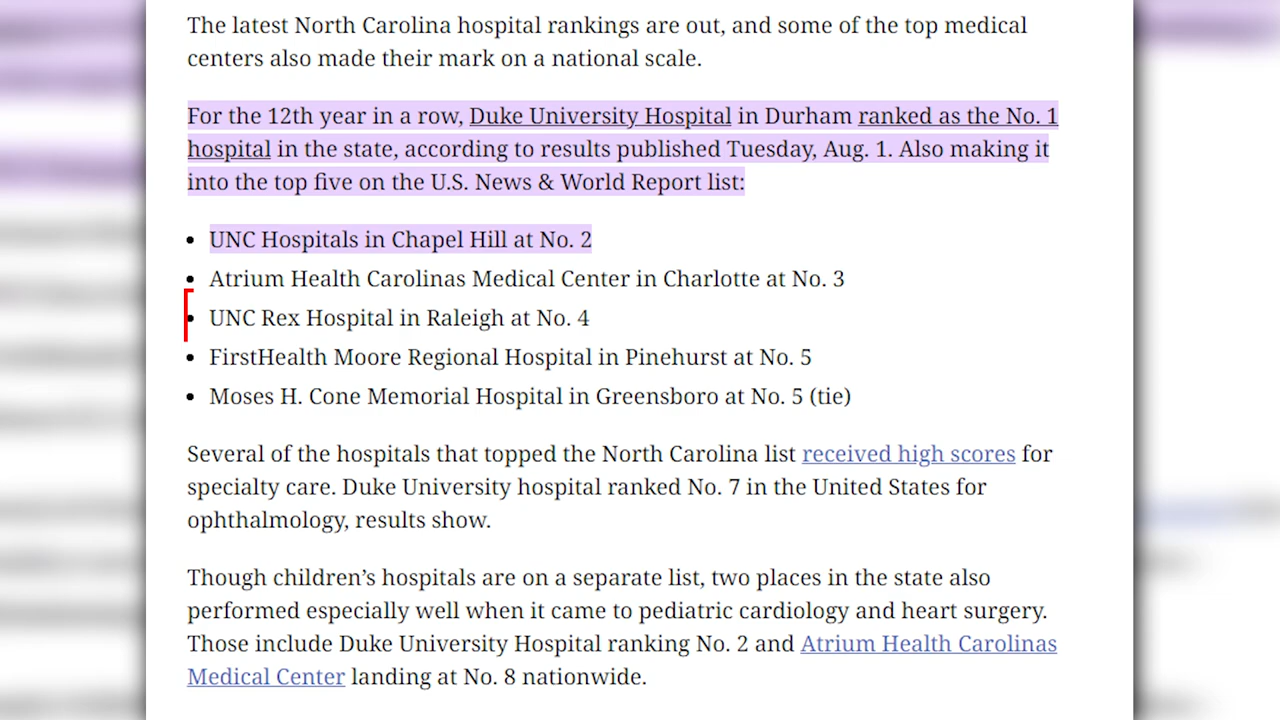 The latest North Carolina hospital rankings are out, and some of the top medical
centers also made their mark on a national scale.
For the 12th year in a row, Duke University Hospital in Durham ranked as the No. 1
hospital in the state, according to results published Tuesday, Aug. 1. Also making it
into the top five on the U.S. News & World Report list:
• UNC Hospitals in Chapel Hill at No. 2
• Atrium Health Carolinas Medical Center in Charlotte at No. 3
• UNC Rex Hospital in Raleigh at No. 4
• FirstHealth Moore Regional Hospital in Pinehurst at No. 5
• Moses H. Cone Memorial Hospital in Greensboro at No. 5 (tie)
Several of the hospitals that topped the North Carolina list received high scores for
specialty care. Duke University hospital ranked No. 7 in the United States for
ophthalmology, results show.
Though children’s hospitals are on a separate list, two places in the state also
performed especially well when it came to pediatric cardiology and heart surgery.
Those include Duke University Hospital ranking No. 2 and Atrium Health Carolinas
Medical Center landing at No. 8 nationwide.